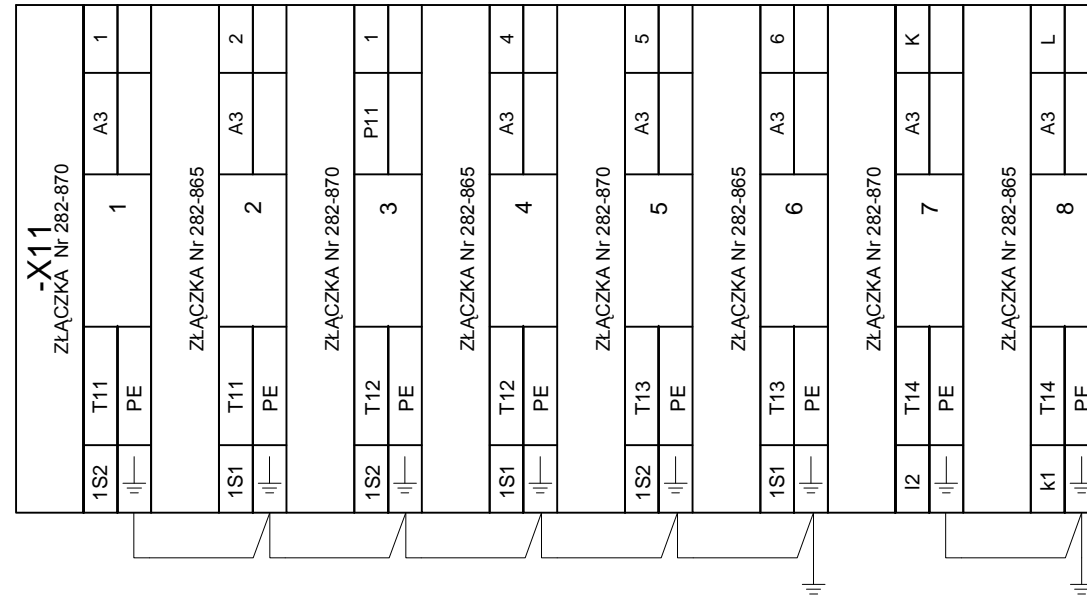 -X11
ZŁĄCZKA Nr 282-870
1S2 T11 1 A3 1
PE
ZŁĄCZKA Nr 282-865
1S1 T11 2 A3 2
PE
ZŁĄCZKA Nr 282-870
1S2 T12 3 P11 1
PE
ZŁĄCZKA Nr 282-865
1S1 T12 4 A3 4
PE
ZŁĄCZKA Nr 282-870
1S2 T13 5 A3 5
PE
ZŁĄCZKA Nr 282-865
1S1 T13 6 A3 6
PE
ZŁĄCZKA Nr 282-870
l2 T14 7 A3 K
PE
ZŁĄCZKA Nr 282-865
k1 T14 8 A3 L
PE